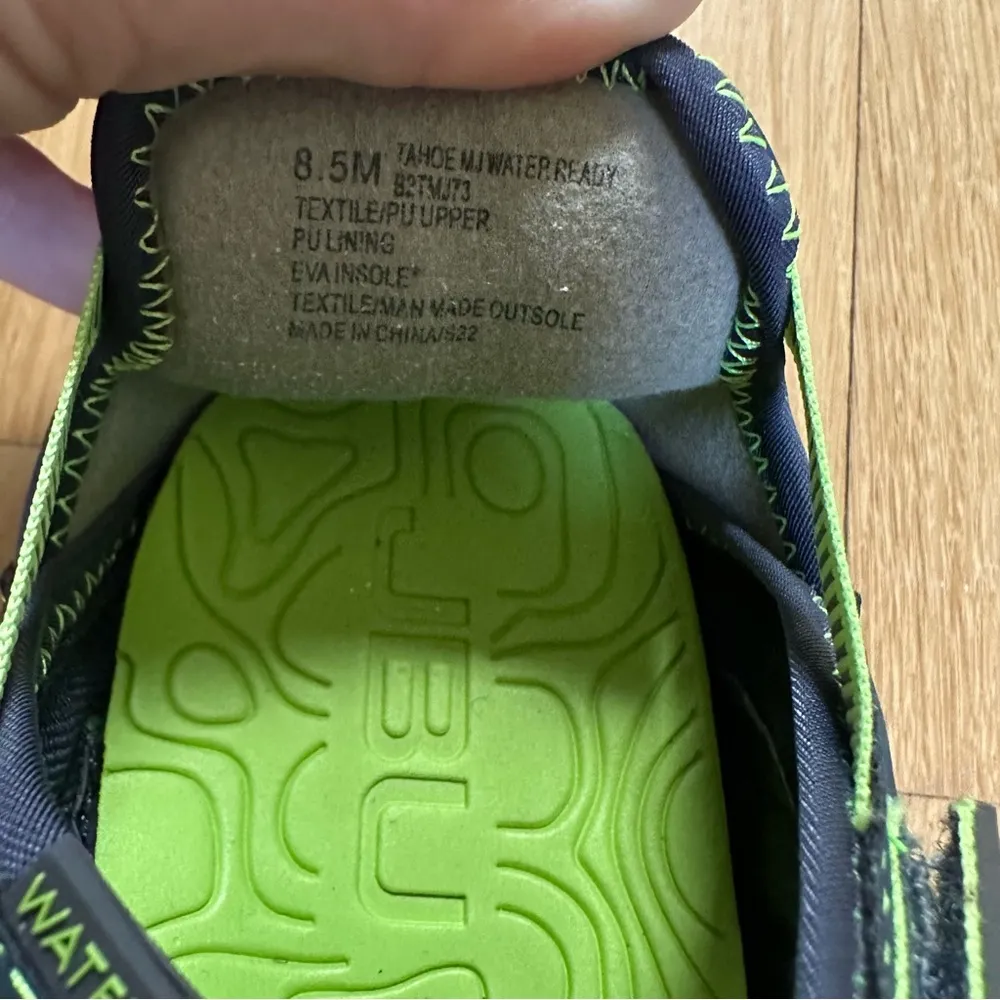 8.5M TAHOE MJ WATER READY
B2TMJ73
TEXTILE/PU UPPER
PU LINING
EVA INSOLE*
TEXTILE/MAN MADE OUTSOLE
MADE IN CHINA/S22
JBU
WATE